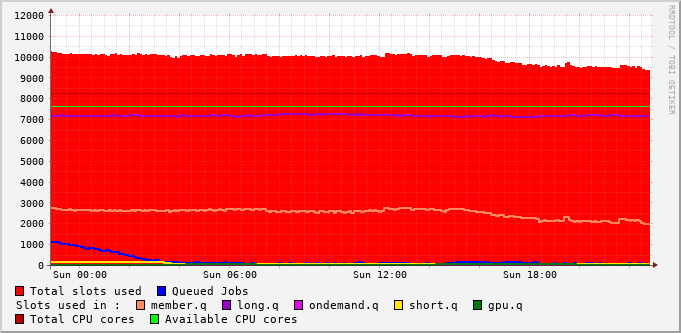 12000
11000
10000
9000
8000
7000
6000
5000
4000
3000
2000
1000
0
Sun 00:00 Sun 06:00 Sun 12:00 Sun 18:00
Total slots used Queued Jobs
Slots used in : member.q long.q ondemand.q short.q gpu.q
Total CPU cores Available CPU cores
RRDTOOL / TOBI OETIKER